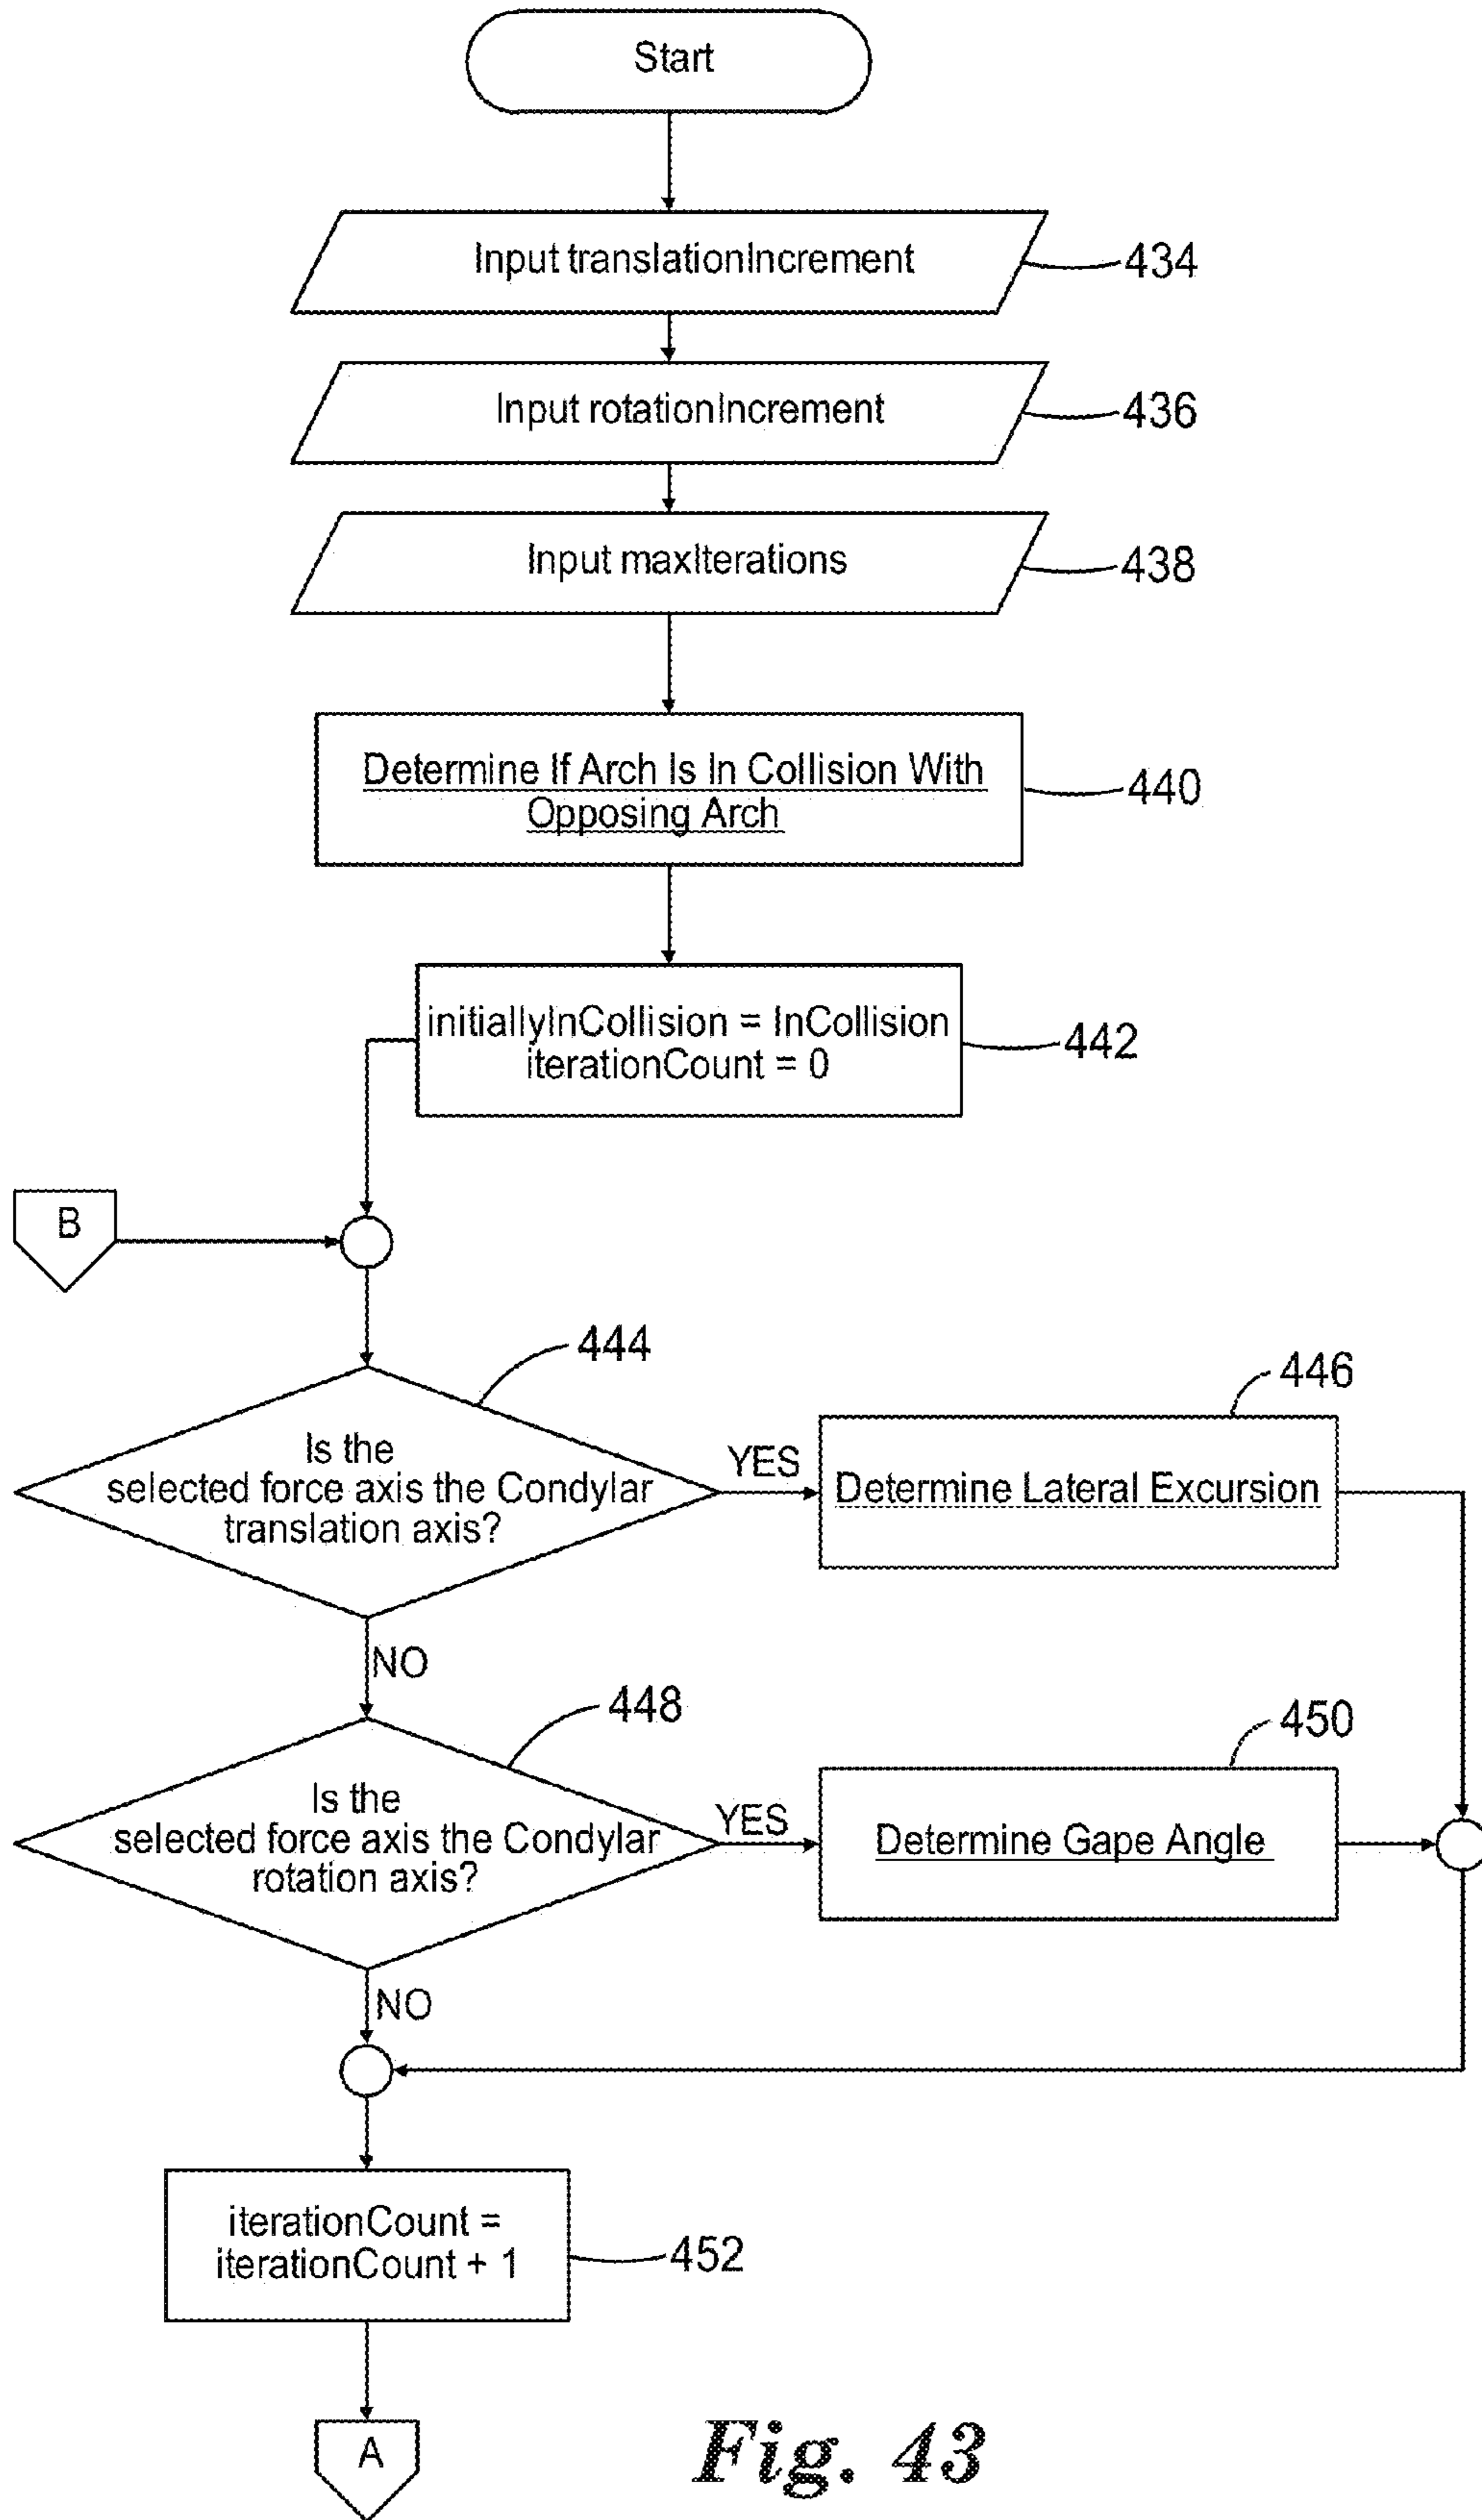 Start
Input translationIncrement
434
Input rotationIncrement
436
Input maxIterations
438
Determine If Arch Is In Collision With
Opposing Arch
440
initiallyInCollision = InCollision
iterationCount = 0
442
B
444
Is the
selected force axis the Condylar
translation axis?
YES
446
Determine Lateral Excursion
NO
448
Is the
selected force axis the Condylar
rotation axis?
YES
450
Determine Gape Angle
NO
iterationCount =
iterationCount + 1
452
A
Fig. 43